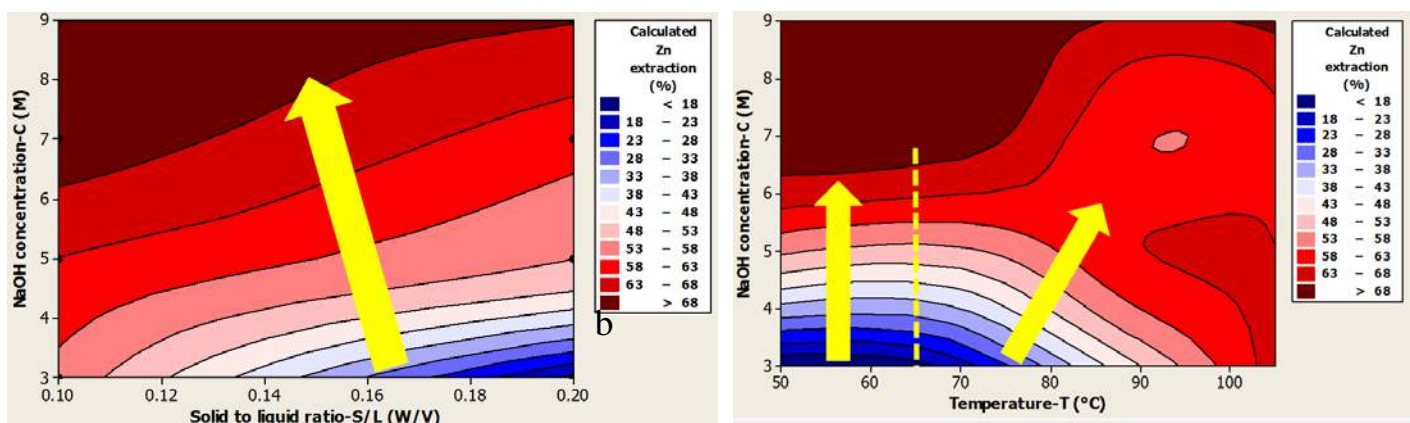 NaOH concentration-C (M)
9
8
7
6
5
4
3
0.10 0.12 0.14 0.16 0.18 0.20
Solid to liquid ratio-S/L (W/V)
Calculated
Zn
extraction
(%)
< 18
18 – 23
23 – 28
28 – 33
33 – 38
38 – 43
43 – 48
48 – 53
53 – 58
58 – 63
63 – 68
> 68
b
NaOH concentration-C (M)
9
8
7
6
5
4
3
50 60 70 80 90 100
Temperature-T (°C)
Calculated
Zn
extraction
(%)
< 18
18 – 23
23 – 28
28 – 33
33 – 38
38 – 43
43 – 48
48 – 53
53 – 58
58 – 63
63 – 68
> 68